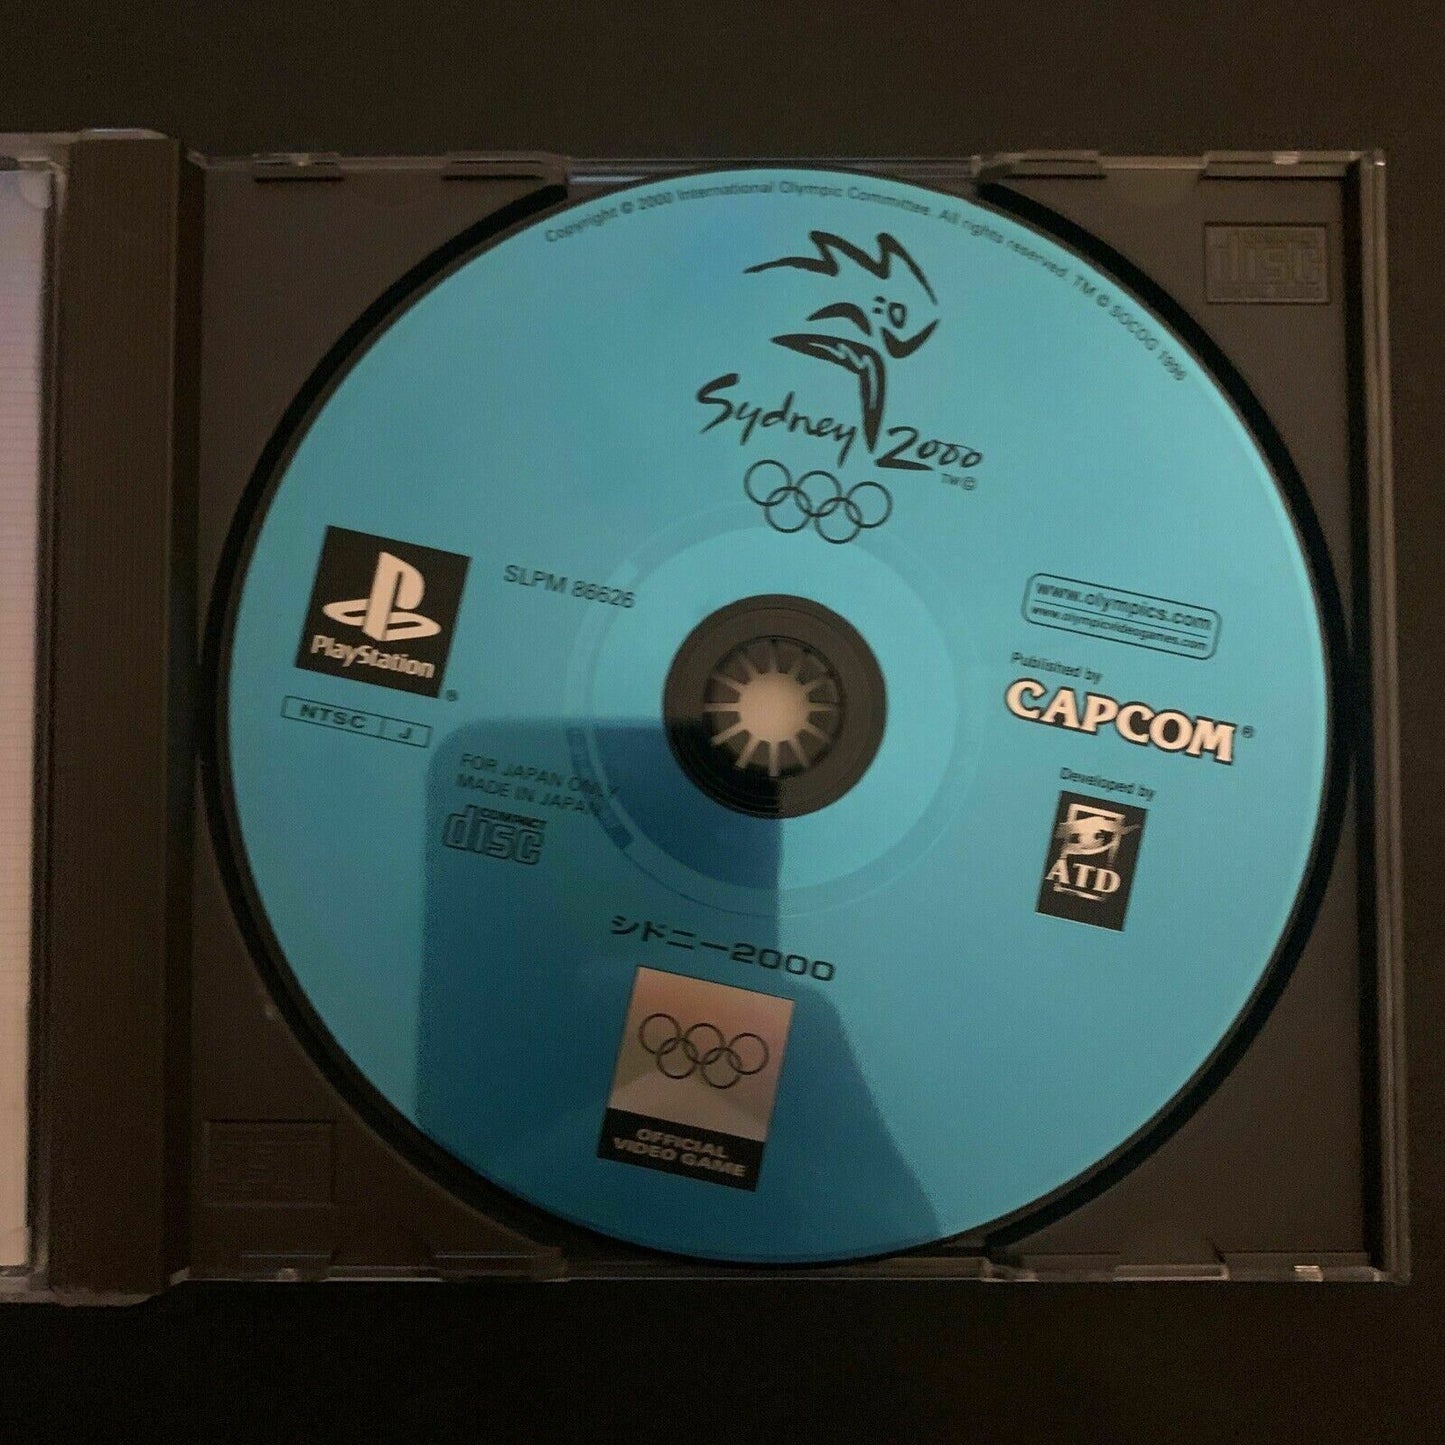 Copyright © 2000 International Olympic Committee. All rights reserved. TM © SOCOG 1996
Sydney 2000
TM©
PlayStation®
SLPM 86626
NTSC J
FOR JAPAN ONLY
MADE IN JAPAN
COMPACT
disc
www.olympics.com
www.olympicvideogames.com
Published by
CAPCOM®
Developed by
ATD
シドニー2000
OFFICIAL
VIDEO GAME
disc